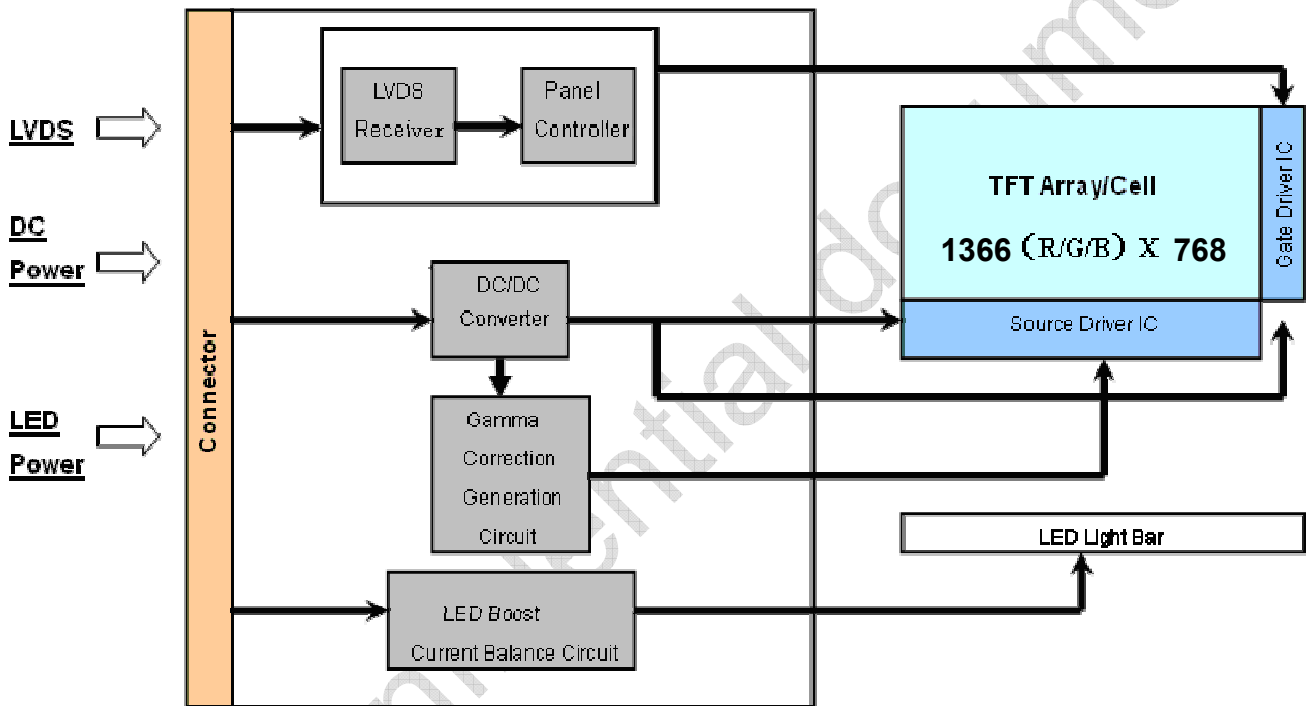 LVDS
DC
Power
LED
Power
Connector
LVDS
Receiver
Panel
Controller
DC/DC
Converter
Gamma
Correction
Generation
Circuit
LED Boost
Current Balance Circuit
TFT Array/Cell
1366 (R/G/B) X 768
Gate Driver IC
Source Driver IC
LED Light Bar